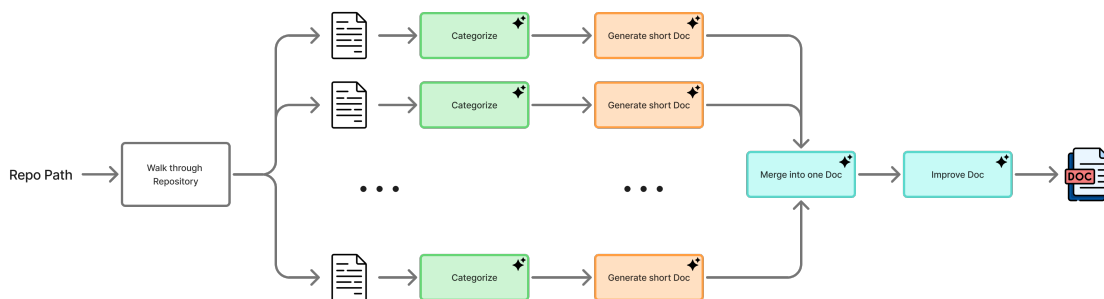 Categorize
Generate short Doc
Categorize
Generate short Doc
Repo Path
Walk through
Repository
Merge into one Doc
Improve Doc
DOC
Categorize
Generate short Doc